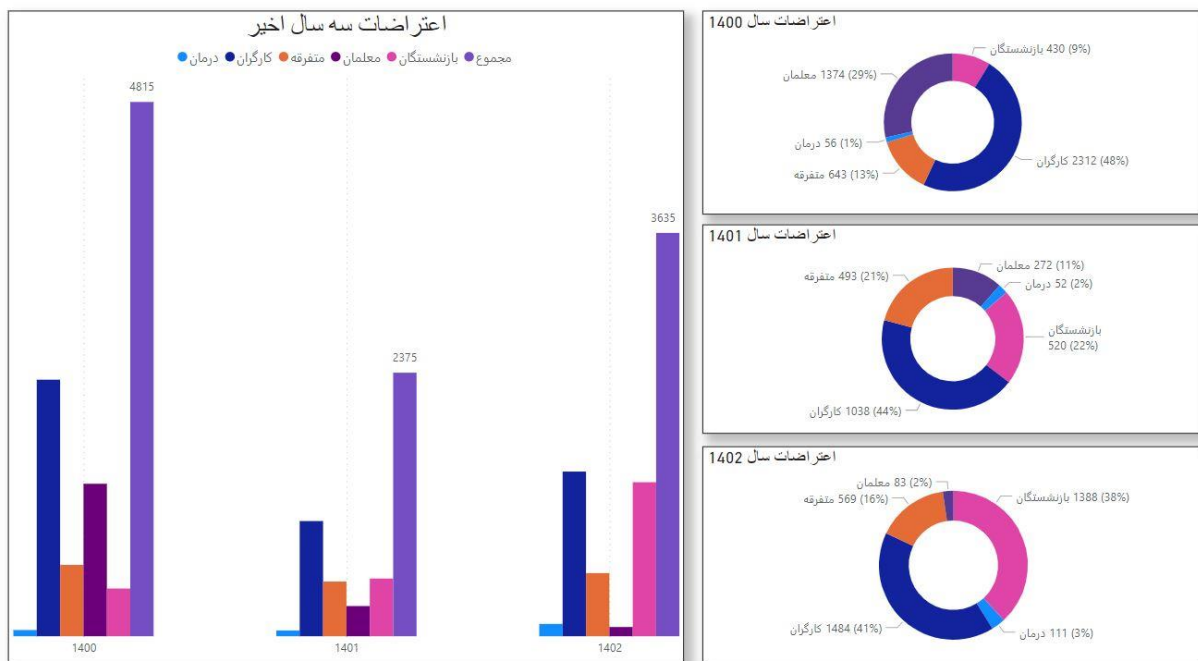 اعتراضات سه سال اخیر
درمان کارگران متفرقه معلمان بازنشستگان مجموع
4815
2375
3635
1400
1401
1402
اعتراضات سال 1400
بازنشستگان 430 (9%)
معلمان 1374 (29%)
درمان 56 (1%)
متفرقه 643 (13%)
کارگران 2312 (48%)
اعتراضات سال 1401
معلمان 272 (11%)
متفرقه 493 (21%)
درمان 52 (2%)
بازنشستگان
520 (22%)
کارگران 1038 (44%)
اعتراضات سال 1402
معلمان 83 (2%)
متفرقه 569 (16%)
بازنشستگان 1388 (38%)
درمان 111 (3%)
کارگران 1484 (41%)